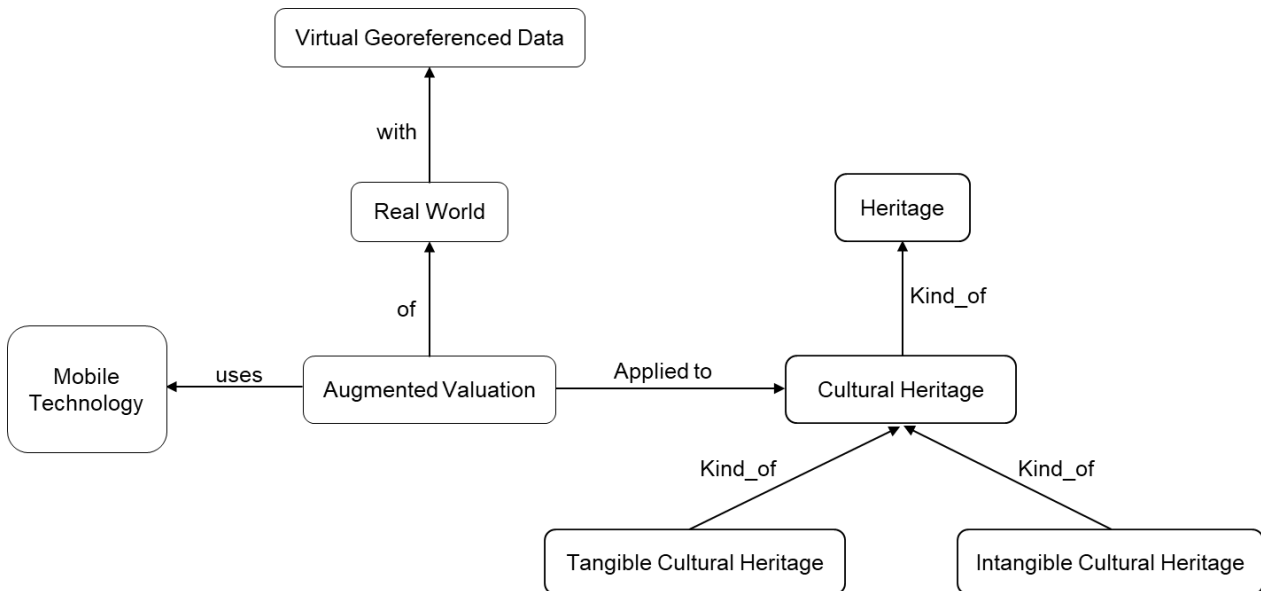 Virtual Georeferenced Data
with
Real World
Heritage
of
Kind_of
Mobile
Technology
uses
Augmented Valuation
Applied to
Cultural Heritage
Kind_of
Kind_of
Tangible Cultural Heritage
Intangible Cultural Heritage